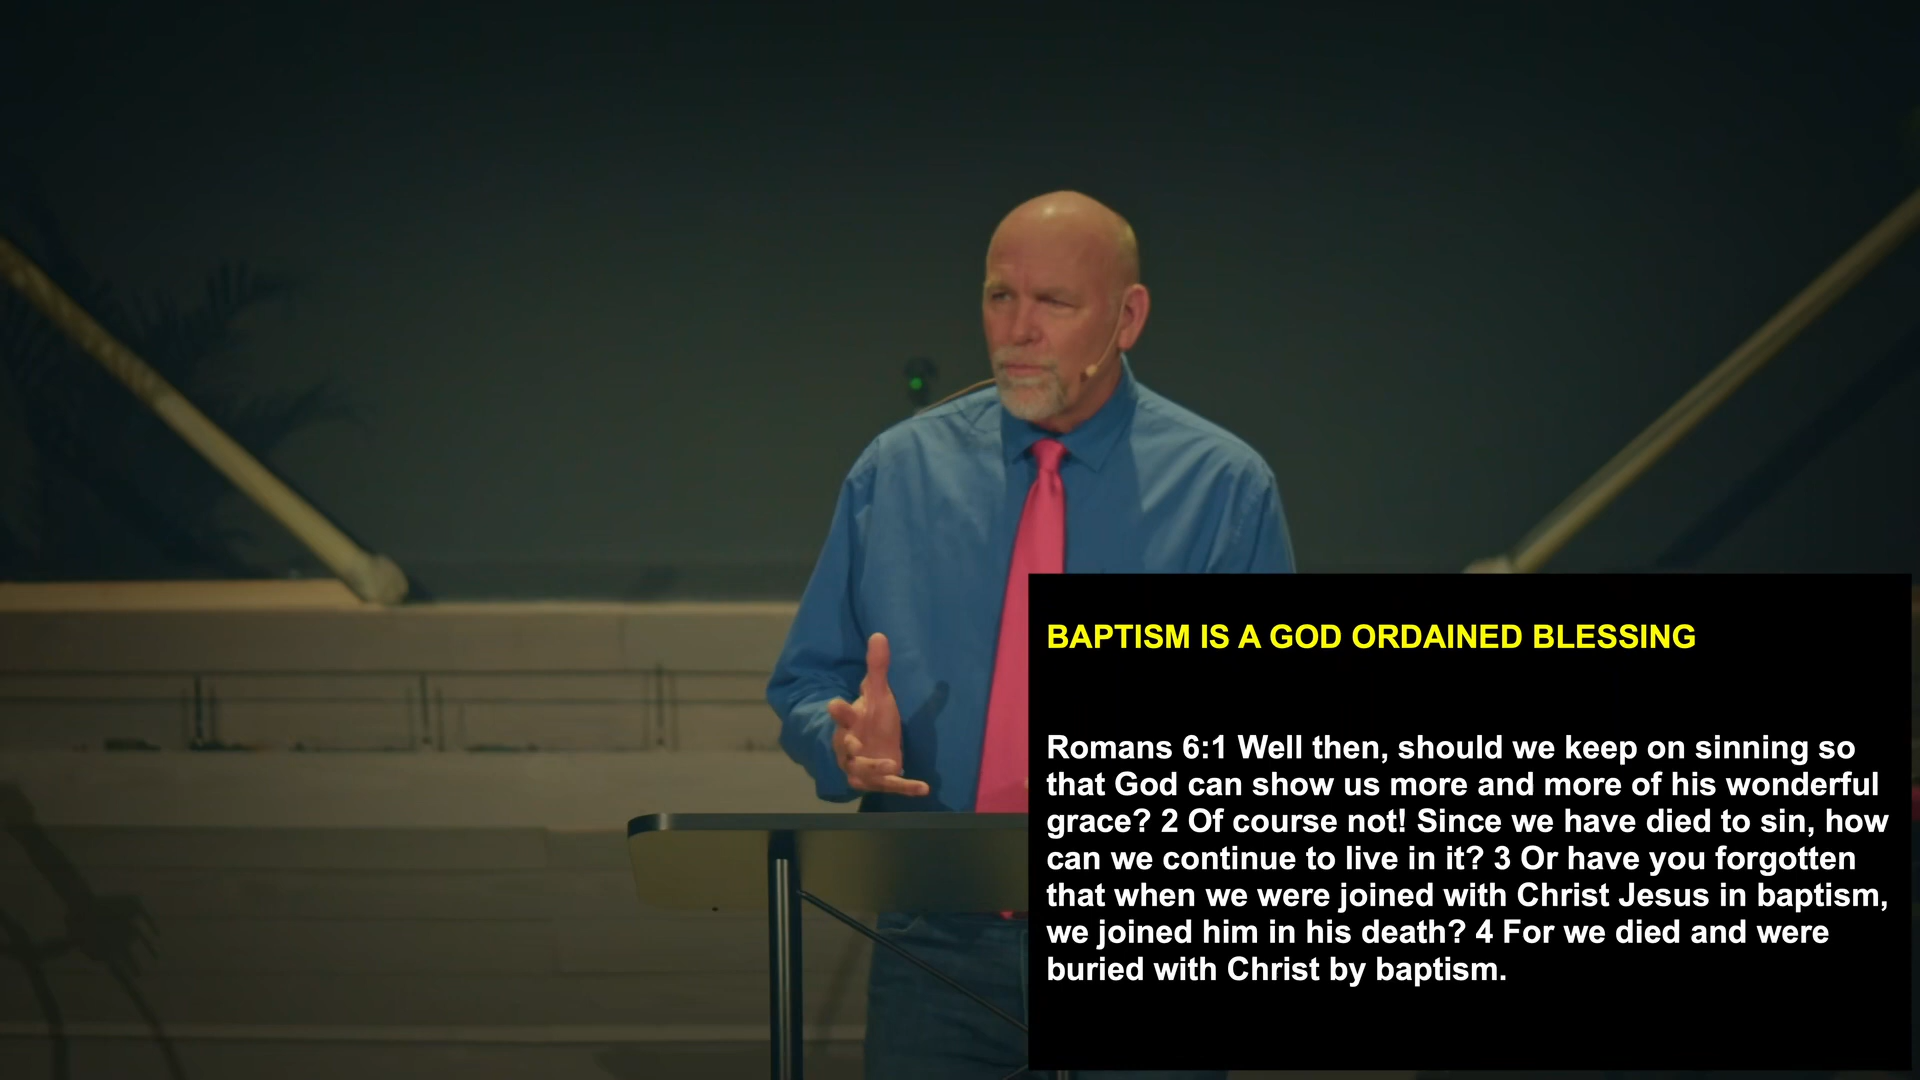 BAPTISM IS A GOD ORDAINED BLESSING
Romans 6:1 Well then, should we keep on sinning so
that God can show us more and more of his wonderful
grace? 2 Of course not! Since we have died to sin, how
can we continue to live in it? 3 Or have you forgotten
that when we were joined with Christ Jesus in baptism,
we joined him in his death? 4 For we died and were
buried with Christ by baptism.